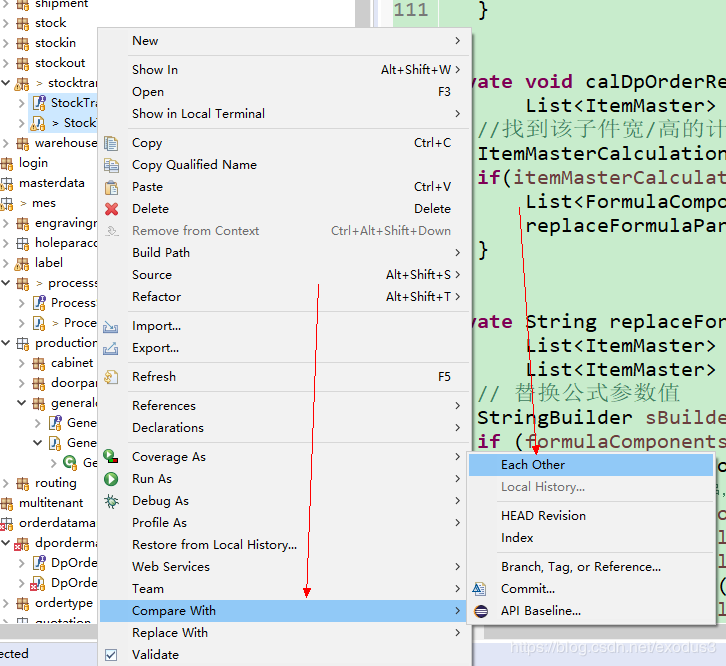 shipment
stock
stockin
stockout
> stocktran
StockTra
> Stock
warehouse
login
masterdata
> mes
engravingr
holeparacc
label
> processs
Process
> Proce
production
cabinet
doorpar
generalc
Gene
Gene
Ge
routing
multitenant
orderdatama
dporderma
DpOrde
DpOrde
ordertype
quotation
ected
New
Show In Alt+Shift+W
Open F3
Show in Local Terminal
Copy Ctrl+C
Copy Qualified Name
Paste Ctrl+V
Delete Delete
Remove from Context Ctrl+Alt+Shift+Down
Build Path
Source Alt+Shift+S
Refactor Alt+Shift+T
Import...
Export...
Refresh F5
References
Declarations
Coverage As
Run As
Debug As
Profile As
Restore from Local History...
Web Services
Team
Compare With
Replace With
Validate
111 }
vate void calDpOrderRe
List<ItemMaster>
//找到该子件宽/高的计
ItemMasterCalculation
if(itemMasterCalculat
List<FormulaCompo
replaceFormulaPar
}
vate String replaceFor
List<ItemMaster>
List<ItemMaster>
// 替换公式参数值
StringBuilder sBuilde
if (formulaComponents
Each Other
Local History...
HEAD Revision
Index
Branch, Tag, or Reference...
Commit...
API Baseline...
https://blog.csdn.net/exodus3